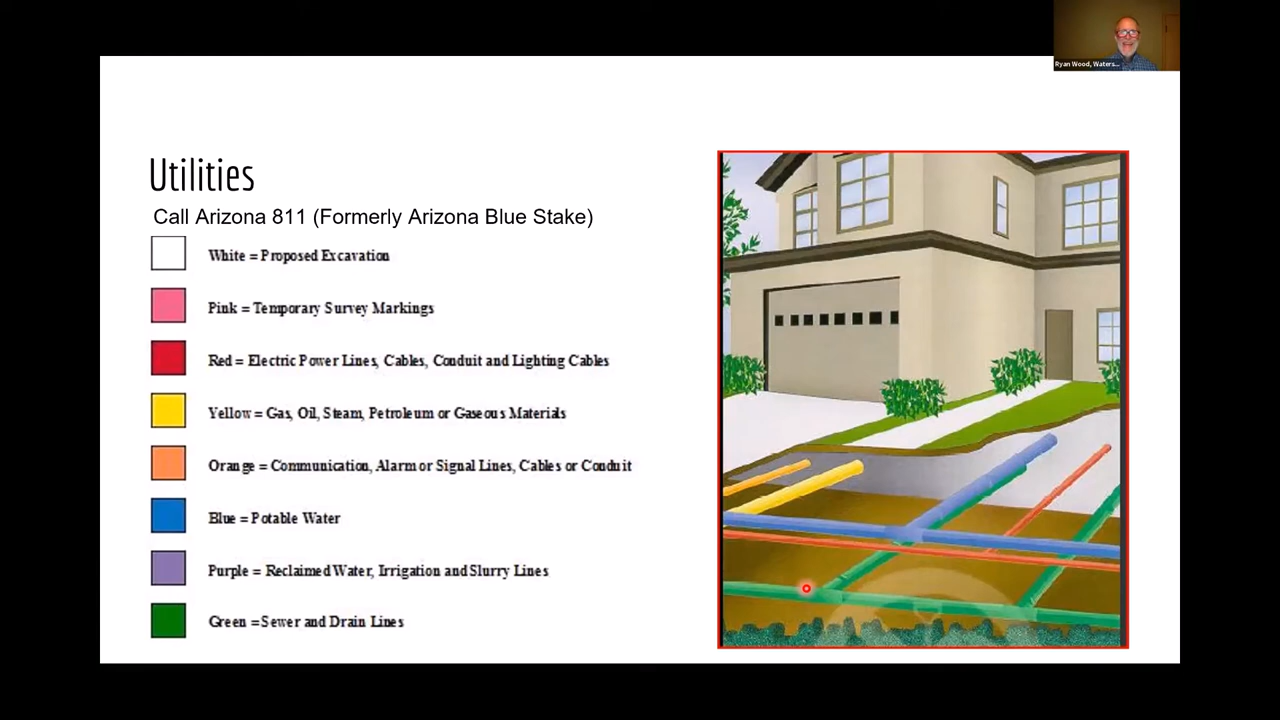 Ryan Wood, Waters...
Utilities
Call Arizona 811 (Formerly Arizona Blue Stake)
White = Proposed Excavation
Pink = Temporary Survey Markings
Red = Electric Power Lines, Cables, Conduit and Lighting Cables
Yellow = Gas, Oil, Steam, Petroleum or Gaseous Materials
Orange = Communication, Alarm or Signal Lines, Cables or Conduit
Blue = Potable Water
Purple = Reclaimed Water, Irrigation and Slurry Lines
Green =Sewer and Drain Lines